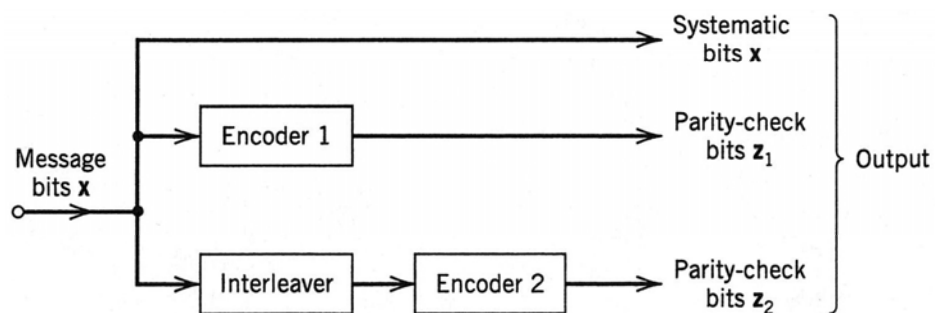 Systematic
bits x
Encoder 1
Parity-check
bits z₁
Message
bits x
Output
Interleaver
Encoder 2
Parity-check
bits z₂